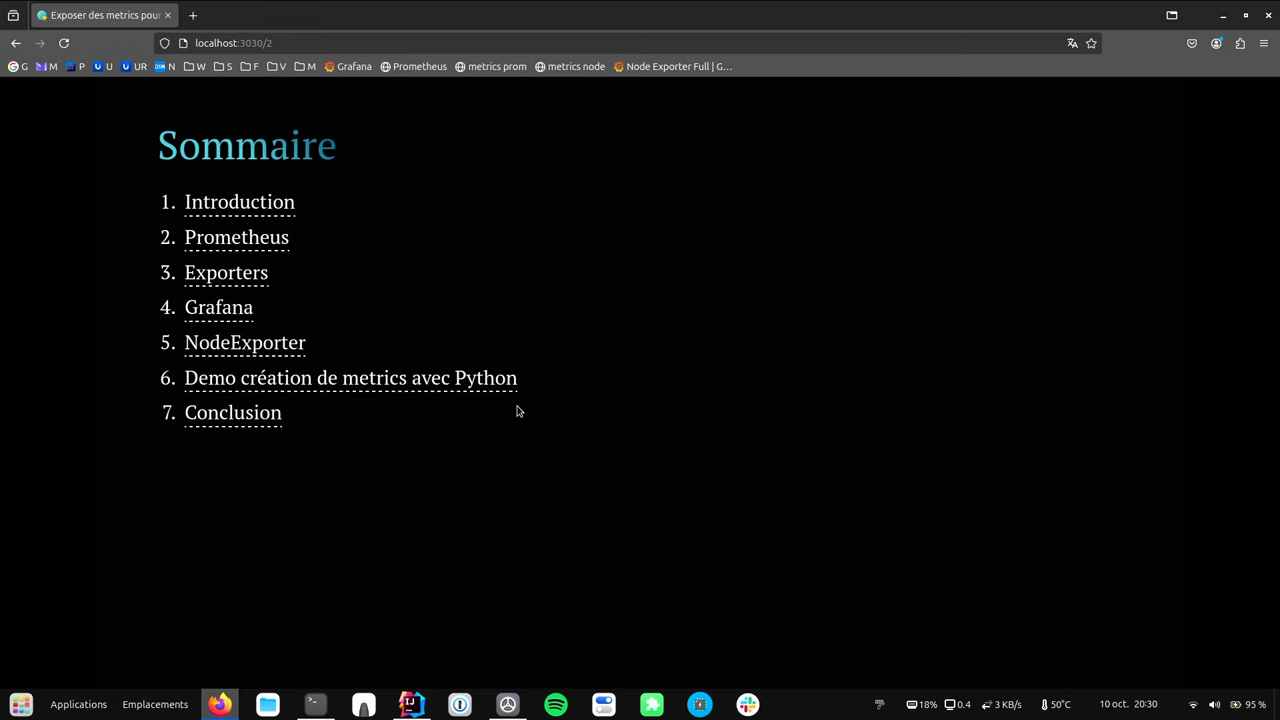 Exposer des metrics pou
localhost:3030/2
G
M
P
U
UR
N
W
S
F
V
M
Grafana
Prometheus
metrics prom
metrics node
Node Exporter Full | G...
Sommaire
1. Introduction
2. Prometheus
3. Exporters
4. Grafana
5. NodeExporter
6. Demo création de metrics avec Python
7. Conclusion
Applications
Emplacements
18%
0.4
3 KB/s
50°C
10 oct. 20:30
95 %